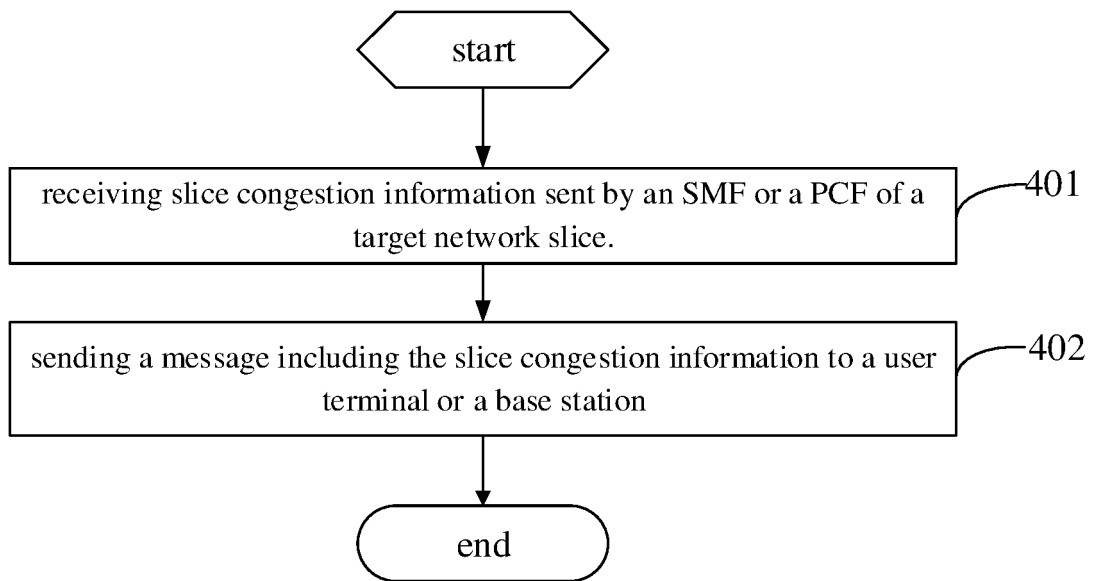 start
receiving slice congestion information sent by an SMF or a PCF of a
target network slice.
401
sending a message including the slice congestion information to a user
terminal or a base station
402
end